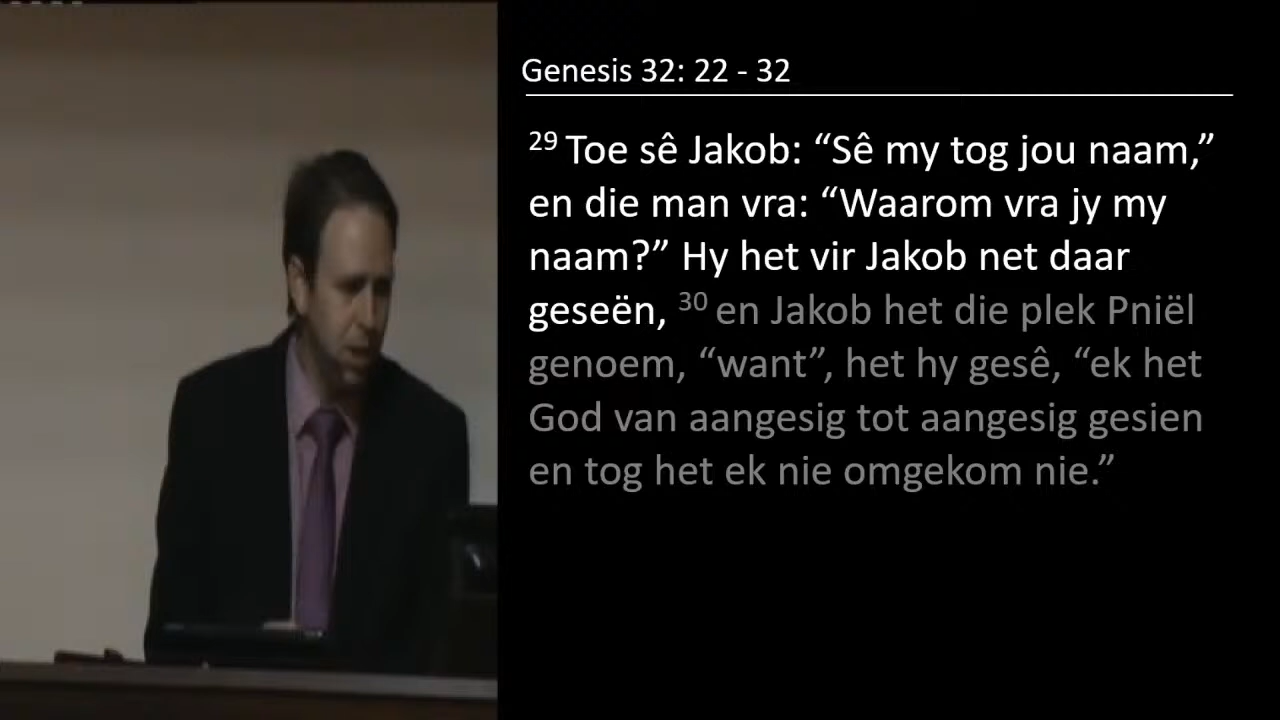 Genesis 32: 22 - 32
29 Toe sê Jakob: “Sê my tog jou naam,”
en die man vra: “Waarom vra jy my
naam?” Hy het vir Jakob net daar
geseën, 30 en Jakob het die plek Pniël
genoem, “want”, het hy gesê, “ek het
God van aangesig tot aangesig gesien
en tog het ek nie omgekom nie.”